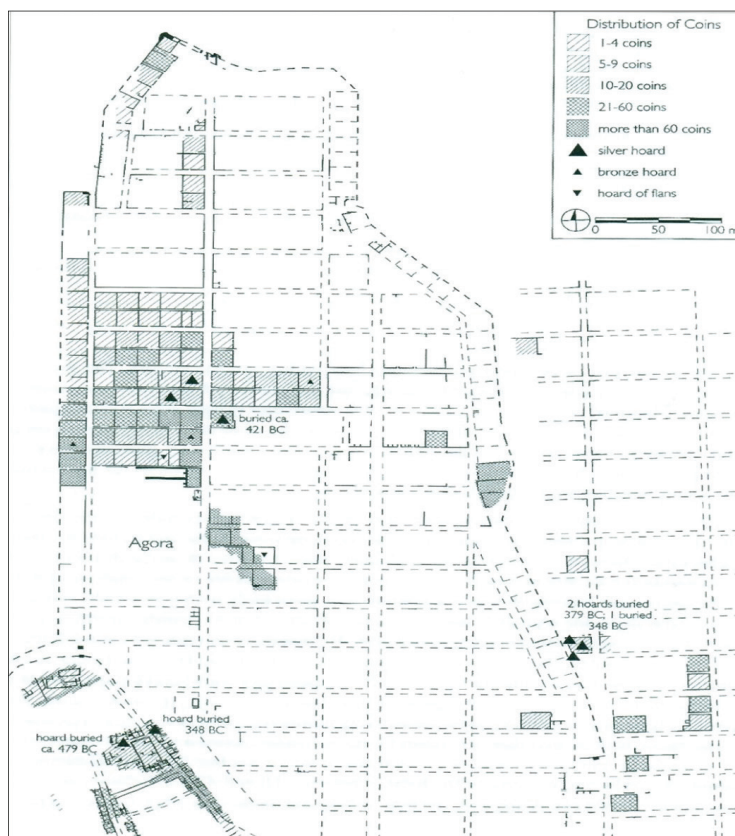 Distribution of Coins
1-4 coins
5-9 coins
10-20 coins
21-60 coins
more than 60 coins
silver hoard
bronze hoard
hoard of flans
0 50 100 m
buried ca.
421 BC
Agora
2 hoards buried
379 BC; 1 buried
348 BC
hoard buried
348 BC
hoard buried
ca. 479 BC